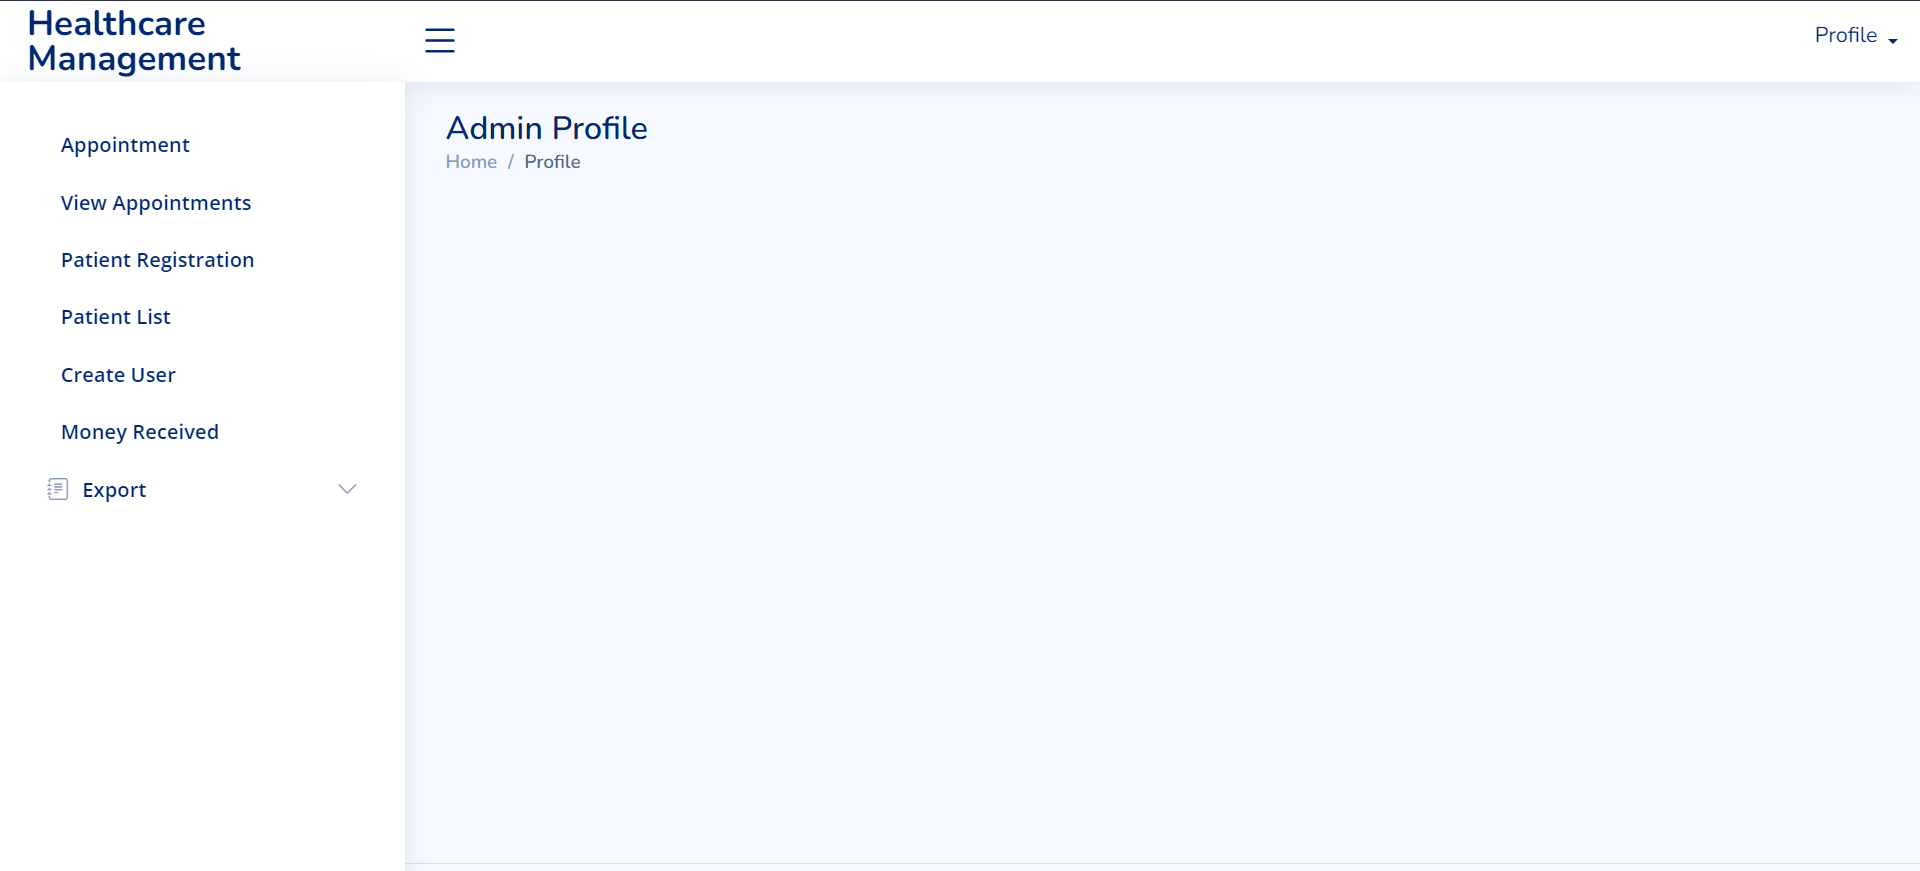 Healthcare
Management
Profile
Appointment
View Appointments
Patient Registration
Patient List
Create User
Money Received
Export
Admin Profile
Home / Profile